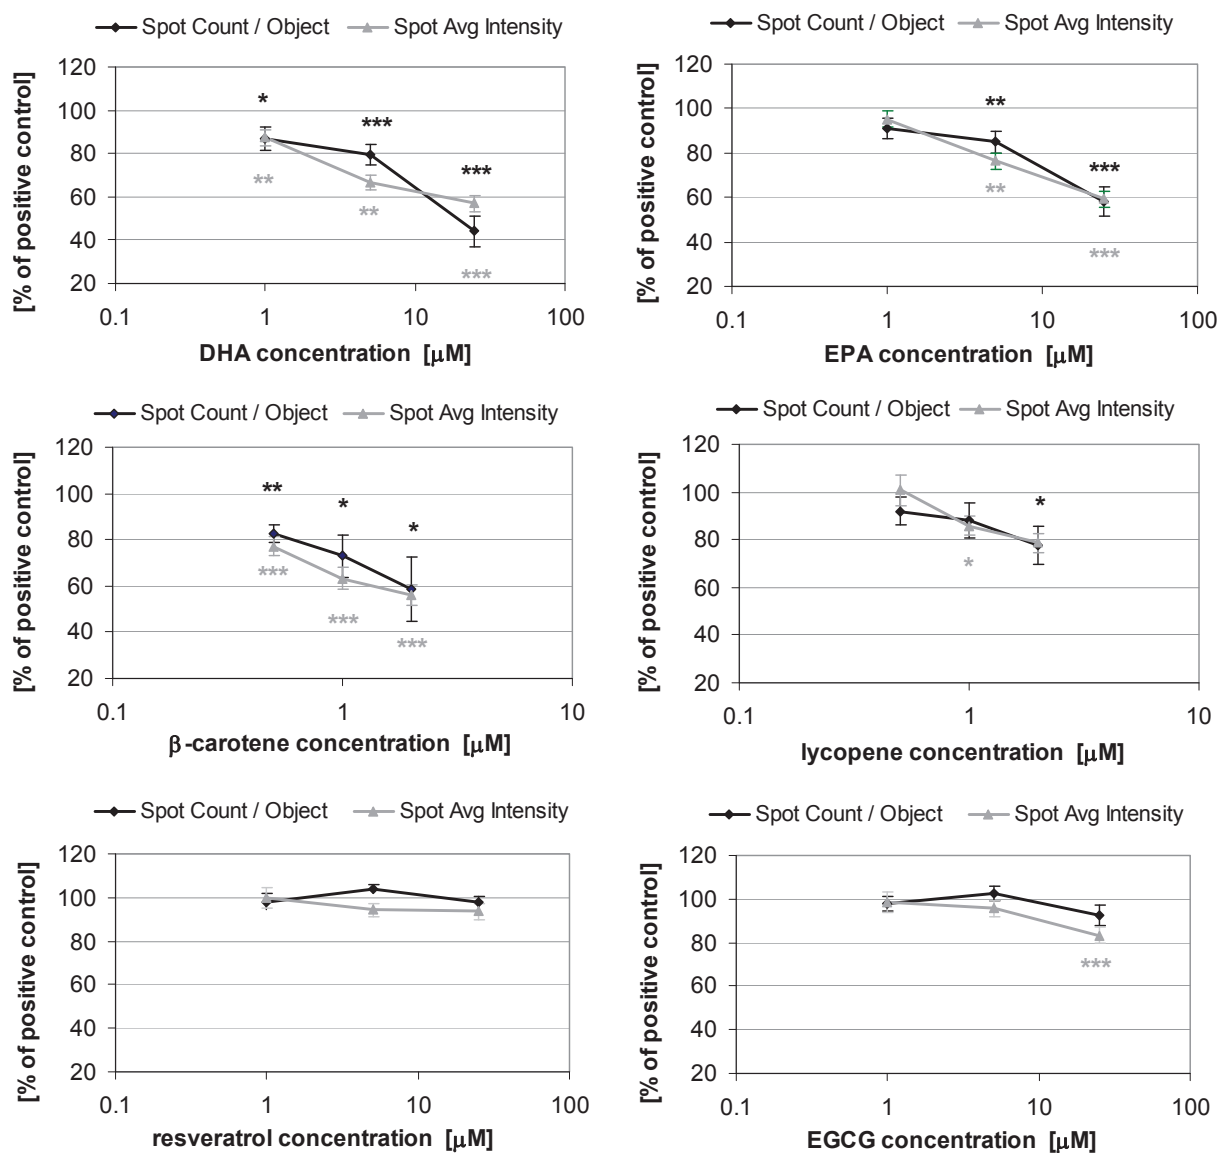 Spot Count / Object Spot Avg Intensity
[% of positive control]
120
100
80
60
40
20
*
***
***
**
**
***
0.1 1 10 100
DHA concentration [μM]
Spot Count / Object Spot Avg Intensity
[% of positive control]
120
100
80
60
40
20
**
***
**
***
0.1 1 10 100
EPA concentration [μM]
Spot Count / Object Spot Avg Intensity
[% of positive control]
120
100
80
60
40
20
**
*
*
***
***
***
0.1 1 10
β-carotene concentration [μM]
Spot Count / Object Spot Avg Intensity
[% of positive control]
120
100
80
60
40
20
*
*
0.1 1 10
lycopene concentration [μM]
Spot Count / Object Spot Avg Intensity
[% of positive control]
120
100
80
60
40
20
0.1 1 10 100
resveratrol concentration [μM]
Spot Count / Object Spot Avg Intensity
[% of positive control]
120
100
80
60
40
20
***
0.1 1 10 100
EGCG concentration [μM]